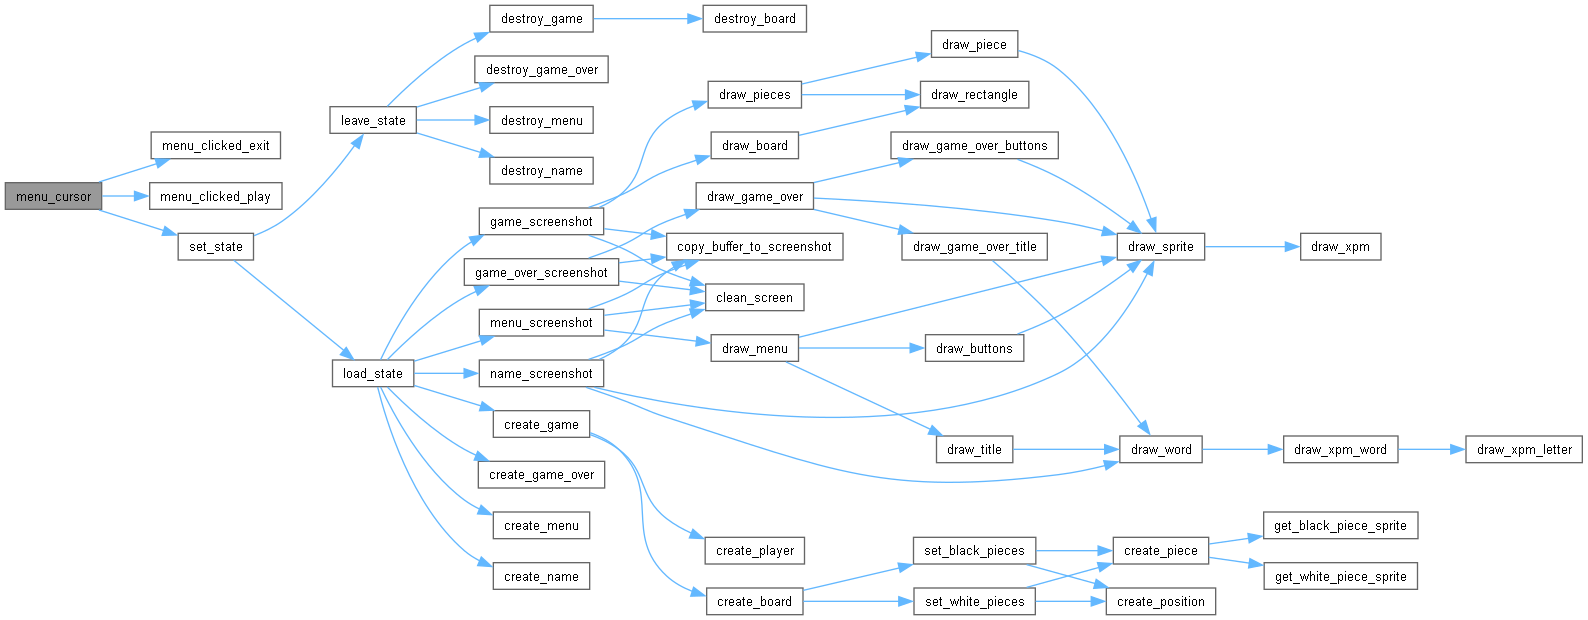 menu_cursor
menu_clicked_exit
menu_clicked_play
set_state
leave_state
load_state
destroy_game
destroy_game_over
destroy_menu
destroy_name
game_screenshot
game_over_screenshot
menu_screenshot
name_screenshot
create_game
create_game_over
create_menu
create_name
destroy_board
draw_pieces
draw_board
draw_game_over
copy_buffer_to_screenshot
clean_screen
draw_menu
create_player
create_board
draw_piece
draw_rectangle
draw_game_over_buttons
draw_game_over_title
draw_buttons
draw_title
set_black_pieces
set_white_pieces
draw_sprite
draw_word
create_piece
create_position
draw_xpm
draw_xpm_word
get_black_piece_sprite
get_white_piece_sprite
draw_xpm_letter